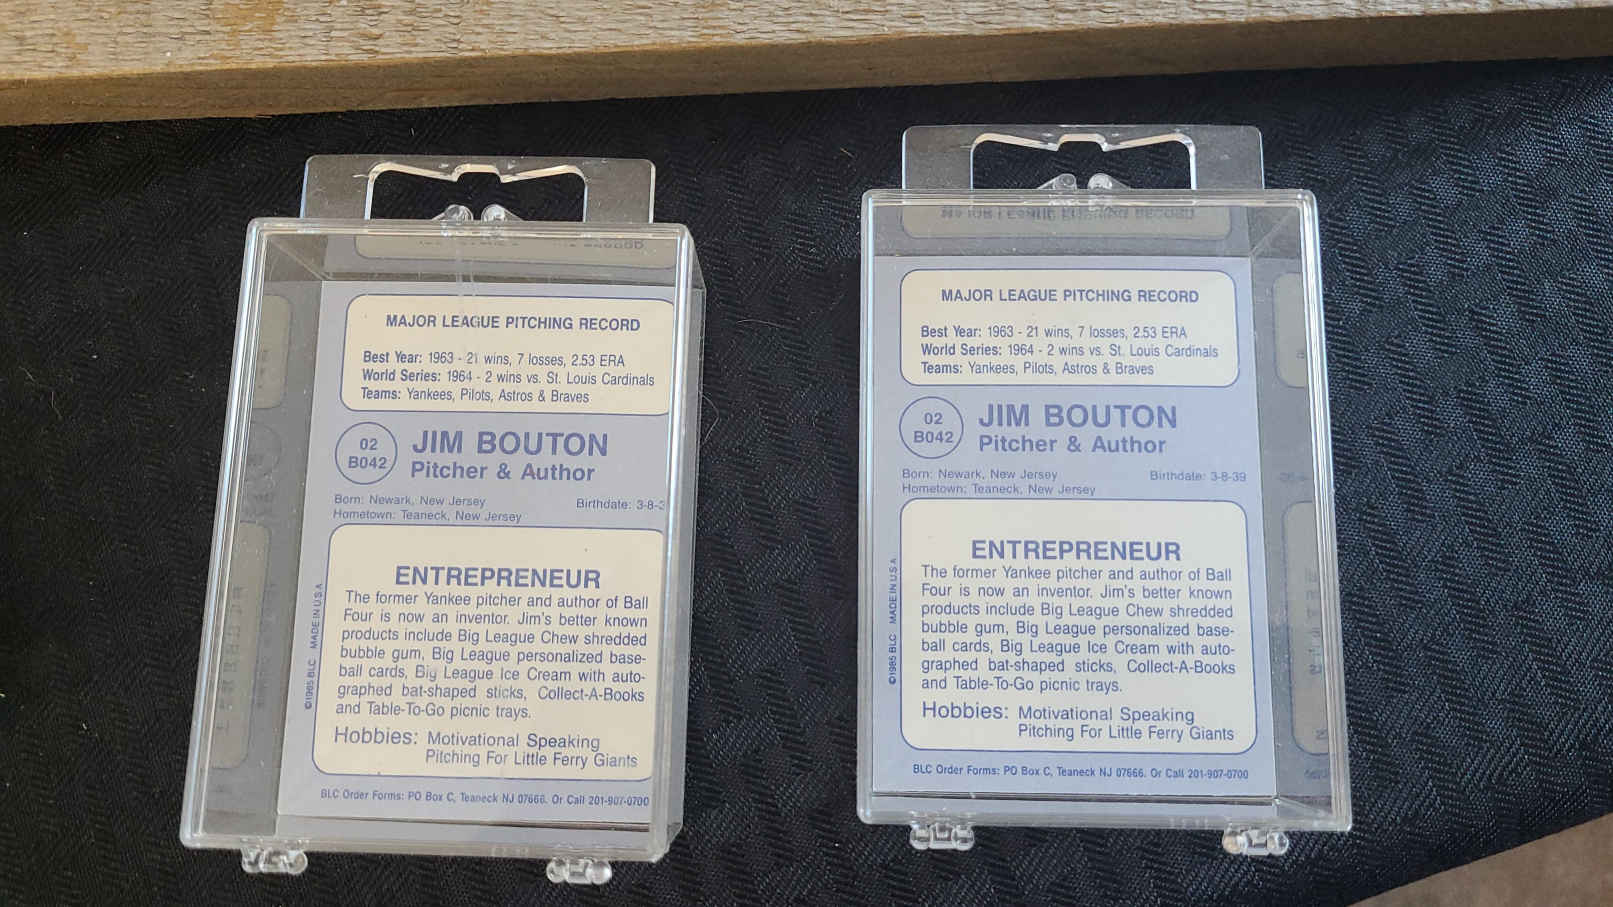 MAJOR LEAGUE PITCHING RECORD
Best Year: 1963 - 21 wins, 7 losses, 2.53 ERA
World Series: 1964 - 2 wins vs. St. Louis Cardinals
Teams: Yankees, Pilots, Astros & Braves
02
B042
JIM BOUTON
Pitcher & Author
Born: Newark, New Jersey
Birthdate: 3-8-3
Hometown: Teaneck, New Jersey
ENTREPRENEUR
The former Yankee pitcher and author of Ball
Four is now an inventor. Jim's better known
products include Big League Chew shredded
bubble gum, Big League personalized base-
ball cards, Big League Ice Cream with auto-
graphed bat-shaped sticks, Collect-A-Books
and Table-To-Go picnic trays.
Hobbies: Motivational Speaking
Pitching For Little Ferry Giants
©1985 BLC MADE IN U.S.A
BLC Order Forms: PO Box C, Teaneck NJ 07666. Or Call 201-907-0700
MAJOR LEAGUE PITCHING RECORD
Best Year: 1963 - 21 wins, 7 losses, 2.53 ERA
World Series: 1964 - 2 wins vs. St. Louis Cardinals
Teams: Yankees, Pilots, Astros & Braves
02
B042
JIM BOUTON
Pitcher & Author
Born: Newark, New Jersey
Birthdate: 3-8-39
Hometown: Teaneck, New Jersey
ENTREPRENEUR
The former Yankee pitcher and author of Ball
Four is now an inventor. Jim's better known
products include Big League Chew shredded
bubble gum, Big League personalized base-
ball cards, Big League Ice Cream with auto-
graphed bat-shaped sticks, Collect-A-Books
and Table-To-Go picnic trays.
Hobbies: Motivational Speaking
Pitching For Little Ferry Giants
©1985 BLC MADE IN U.S.A
BLC Order Forms: PO Box C, Teaneck NJ 07666. Or Call 201-907-0700